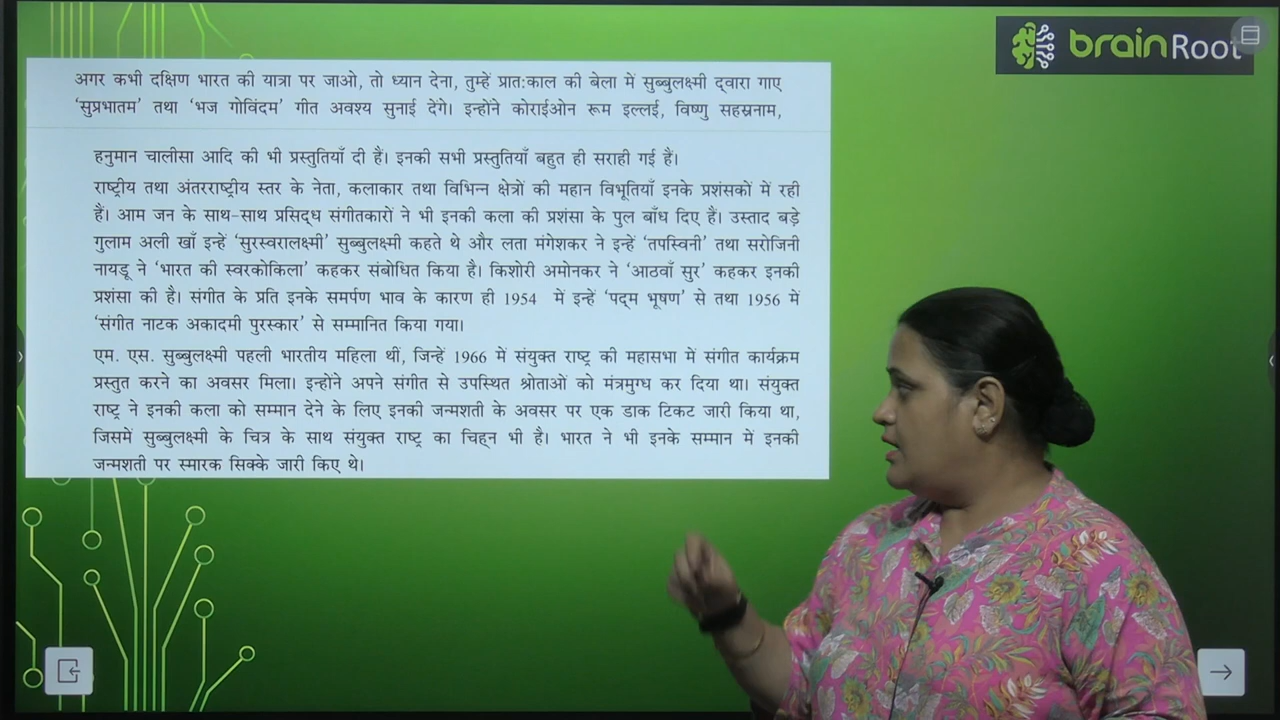 brainRoot
अगर कभी दक्षिण भारत की यात्रा पर जाओ, तो ध्यान देना, तुम्हें प्रात:काल की बेला में सुब्बुलक्ष्मी द्वारा गाए
‘सुप्रभातम’ तथा ‘भज गोविंदम’ गीत अवश्य सुनाई देंगे। इन्होंने कोराईओन रूम इल्लई, विष्णु सहस्रनाम,
हनुमान चालीसा आदि की भी प्रस्तुतियाँ दी हैं। इनकी सभी प्रस्तुतियाँ बहुत ही सराही गई हैं।
राष्ट्रीय तथा अंतरराष्ट्रीय स्तर के नेता, कलाकार तथा विभिन्न क्षेत्रों की महान विभूतियाँ इनके प्रशंसकों में रही
हैं। आम जन के साथ-साथ प्रसिद्ध संगीतकारों ने भी इनकी कला की प्रशंसा के पुल बाँध दिए हैं। उस्ताद बड़े
गुलाम अली खाँ इन्हें ‘सुरस्वरालक्ष्मी’ सुब्बुलक्ष्मी कहते थे और लता मंगेशकर ने इन्हें ‘तपस्विनी’ तथा सरोजिनी
नायडू ने ‘भारत की स्वरकोकिला’ कहकर संबोधित किया है। किशोरी अमोनकर ने ‘आठवाँ सुर’ कहकर इनकी
प्रशंसा की है। संगीत के प्रति इनके समर्पण भाव के कारण ही 1954 में इन्हें ‘पद्म भूषण’ से तथा 1956 में
‘संगीत नाटक अकादमी पुरस्कार’ से सम्मानित किया गया।
एम. एस. सुब्बुलक्ष्मी पहली भारतीय महिला थीं, जिन्हें 1966 में संयुक्त राष्ट्र की महासभा में संगीत कार्यक्रम
प्रस्तुत करने का अवसर मिला। इन्होंने अपने संगीत से उपस्थित श्रोताओं को मंत्रमुग्ध कर दिया था। संयुक्त
राष्ट्र ने इनकी कला को सम्मान देने के लिए इनकी जन्मशती के अवसर पर एक डाक टिकट जारी किया था,
जिसमें सुब्बुलक्ष्मी के चित्र के साथ संयुक्त राष्ट्र का चिह्न भी है। भारत ने भी इनके सम्मान में इनकी
जन्मशती पर स्मारक सिक्के जारी किए थे।